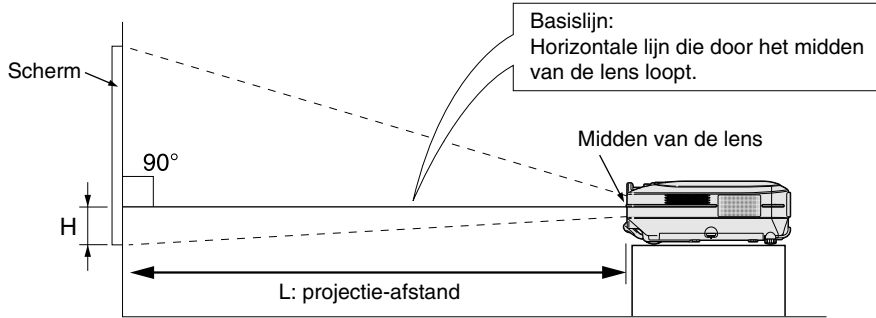 Basislijn:
Horizontale lijn die door het midden
van de lens loopt.
Scherm
Midden van de lens
90°
H
L: projectie-afstand